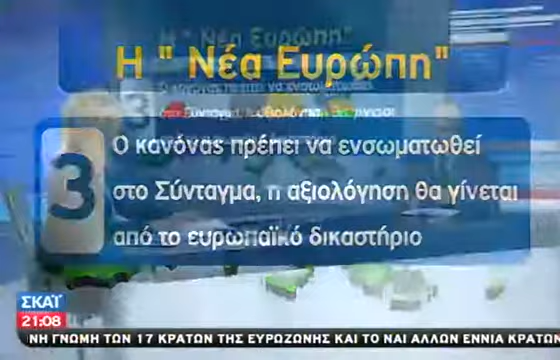 Η " Νέα Ευρώπη"
3
Ο κανόνας πρέπει να ενσωματωθεί
στο Σύνταγμα, η αξιολόγηση θα γίνεται
από το ευρωπαϊκό δικαστήριο
ΣΚΑΪ
21:08
ΝΗ ΓΝΩΜΗ ΤΩΝ 17 ΚΡΑΤΩΝ ΤΗΣ ΕΥΡΩΖΩΝΗΣ ΚΑΙ ΤΟ ΝΑΙ ΑΛΛΩΝ ΕΝΝΙΑ ΚΡΑΤΩ